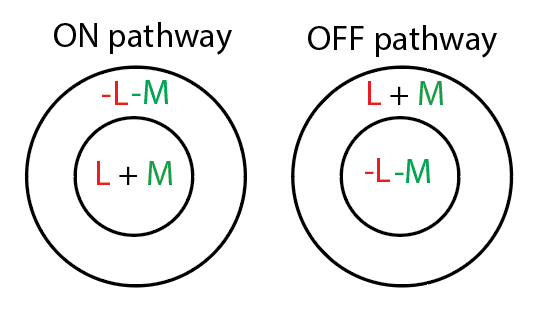 ON pathway
-L-M
L + M
OFF pathway
L + M
-L-M